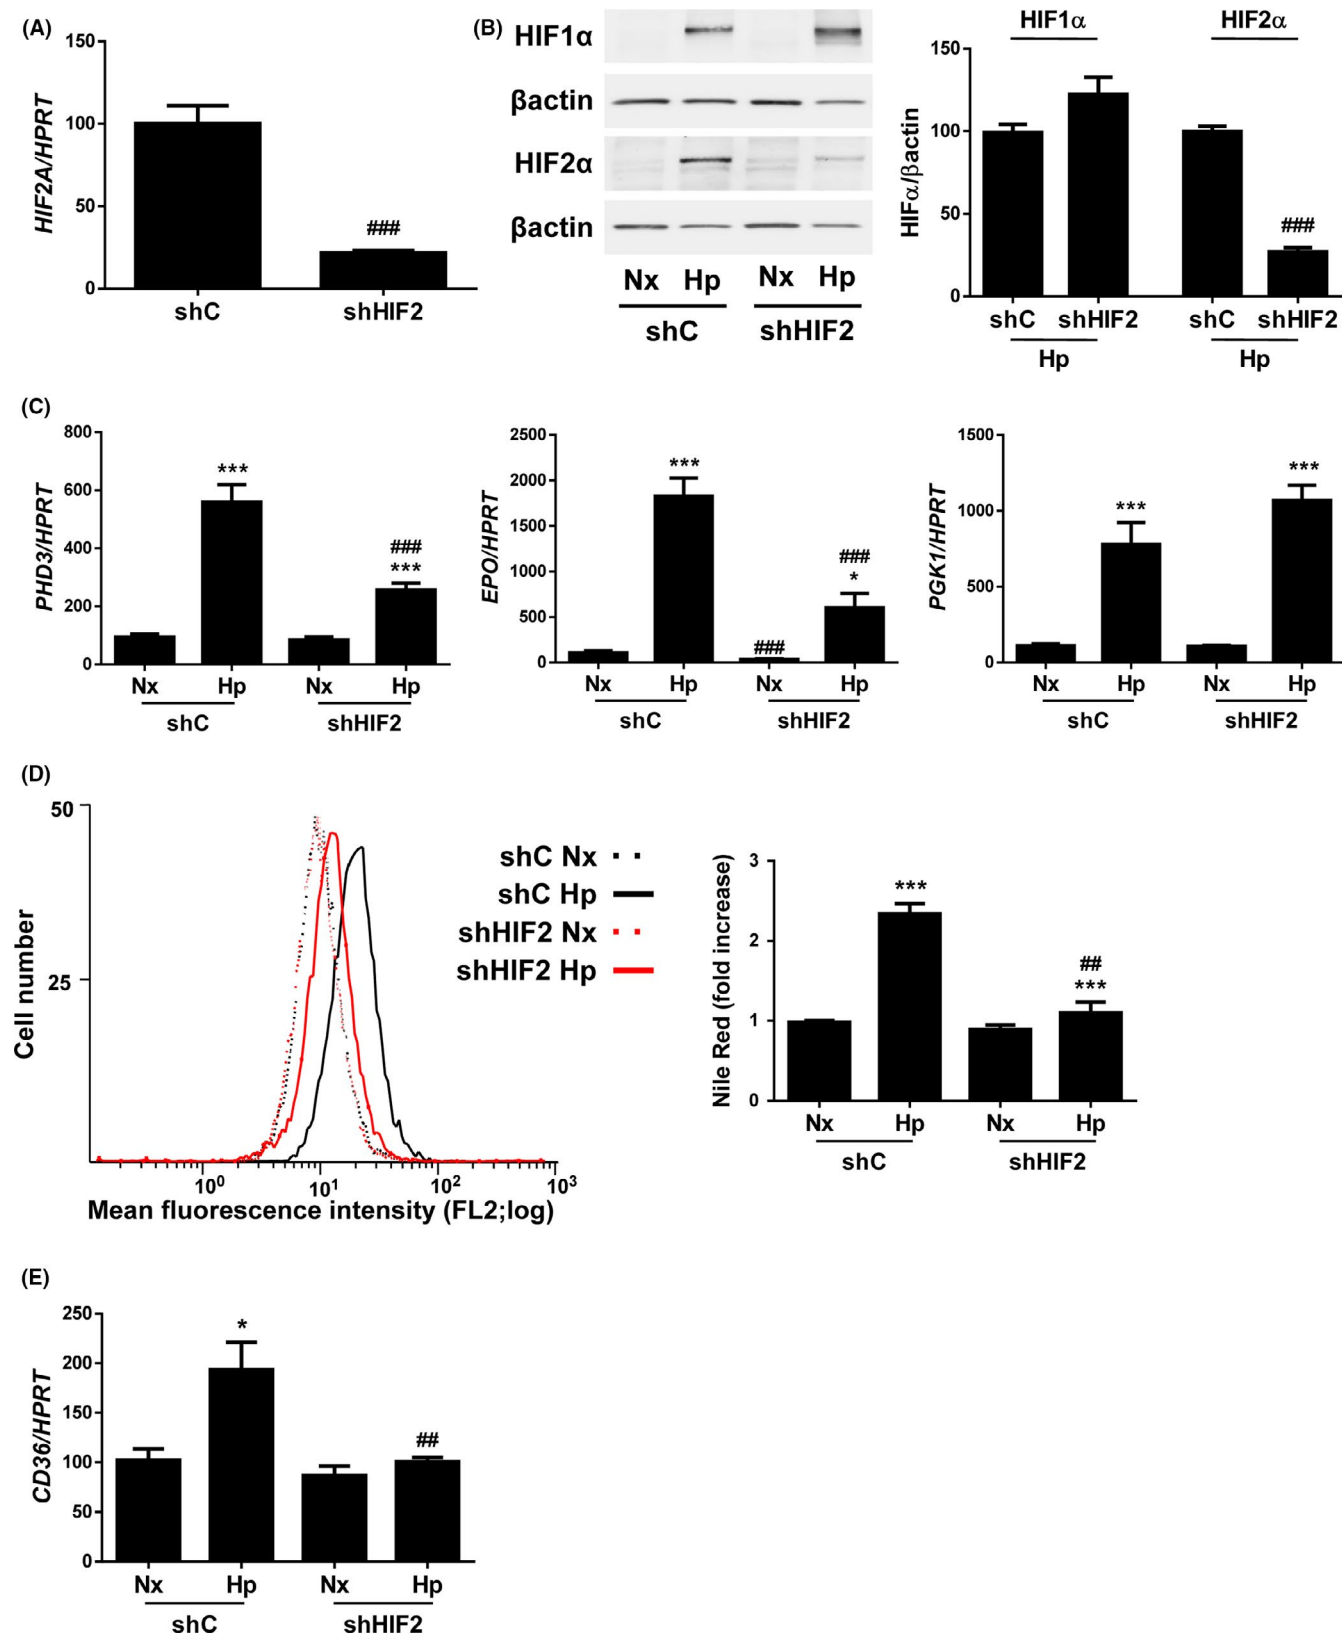 (A)
HIF2A/HPRT
150
100
50
0
###
shC
shHIF2
(B)
HIF1α
βactin
HIF2α
βactin
Nx Hp Nx Hp
shC shHIF2
HIF1α HIF2α
HIFα/βactin
150
100
50
0
###
shC shHIF2 shC shHIF2
Hp Hp
(C)
PHD3/HPRT
800
600
400
200
0
***
###
***
Nx Hp Nx Hp
shC shHIF2
EPO/HPRT
2500
2000
1500
1000
500
0
***
###
###
*
Nx Hp Nx Hp
shC shHIF2
PGK1/HPRT
1500
1000
500
0
***
***
Nx Hp Nx Hp
shC shHIF2
(D)
Cell number
50
25
10⁰ 10¹ 10² 10³
Mean fluorescence intensity (FL2;log)
shC Nx
shC Hp
shHIF2 Nx
shHIF2 Hp
Nile Red (fold increase)
3
2
1
0
***
##
***
Nx Hp Nx Hp
shC shHIF2
(E)
CD36/HPRT
250
200
150
100
50
0
*
##
Nx Hp Nx Hp
shC shHIF2